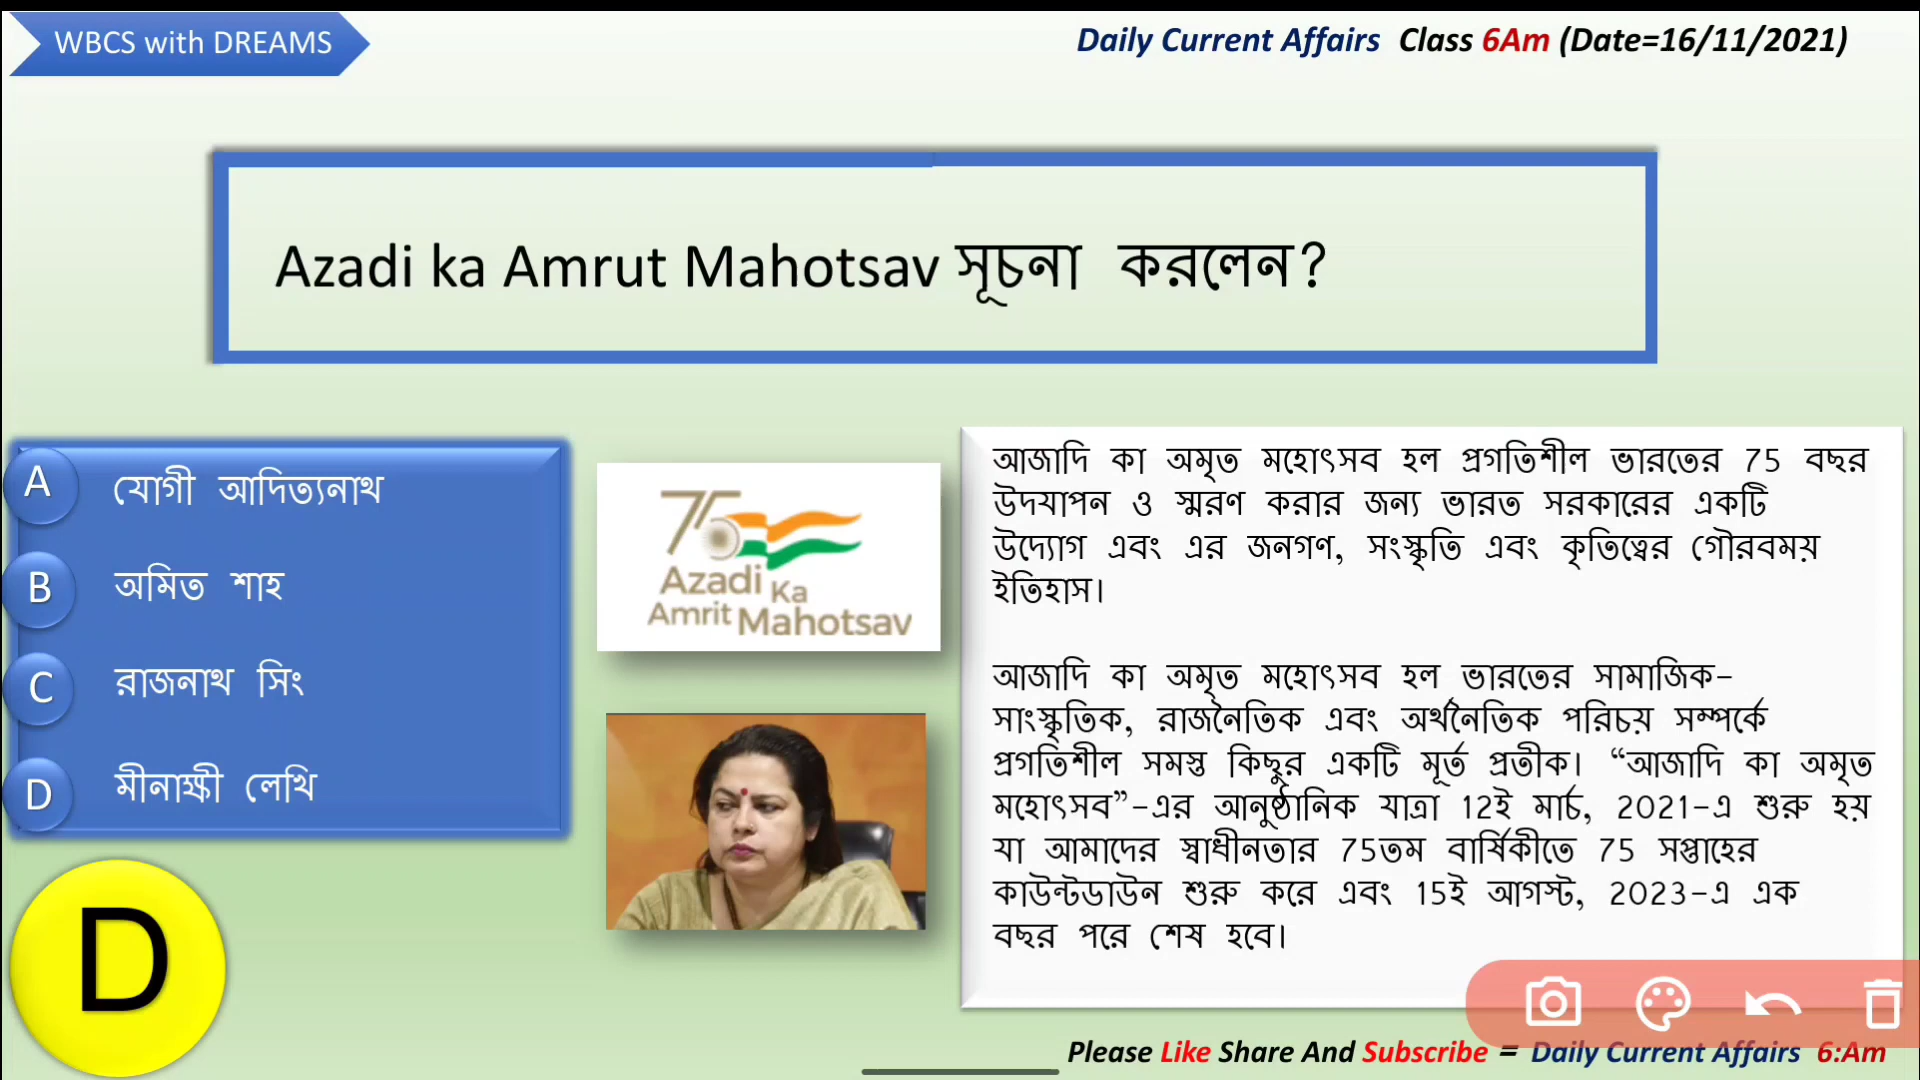 WBCS with DREAMS
Daily Current Affairs Class 6Am (Date=16/11/2021)
Azadi ka Amrut Mahotsav সূচনা করলেন?
A যোগী আদিত্যনাথ
B অমিত শাহ
C রাজনাথ সিং
D মীনাক্ষী লেখি
D
75
Azadi Ka
Amrit Mahotsav
আজাদি কা অমৃত মহোৎসব হল প্রগতিশীল ভারতের 75 বছর
উদযাপন ও স্মরণ করার জন্য ভারত সরকারের একটি
উদ্যোগ এবং এর জনগণ, সংস্কৃতি এবং কৃতিত্বের গৌরবময়
ইতিহাস।
আজাদি কা অমৃত মহোৎসব হল ভারতের সামাজিক-
সাংস্কৃতিক, রাজনৈতিক এবং অর্থনৈতিক পরিচয় সম্পর্কে
প্রগতিশীল সমস্ত কিছুর একটি মূর্ত প্রতীক। “আজাদি কা অমৃত
মহোৎসব”-এর আনুষ্ঠানিক যাত্রা 12ই মার্চ, 2021-এ শুরু হয়
যা আমাদের স্বাধীনতার 75তম বার্ষিকীতে 75 সপ্তাহের
কাউন্টডাউন শুরু করে এবং 15ই আগস্ট, 2023-এ এক
বছর পরে শেষ হবে।
Please Like Share And Subscribe = Daily Current Affairs 6:Am